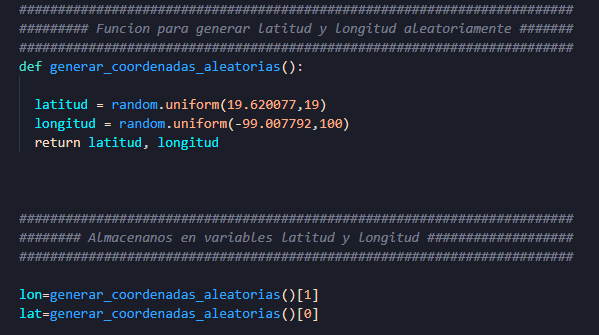 ########################################################################
######### Funcion para generar latitud y longitud aleatoriamente #######
########################################################################
def generar_coordenadas_aleatorias():
latitud = random.uniform(19.620077,19)
longitud = random.uniform(-99.007792,100)
return latitud, longitud
########################################################################
######## Almacenanos en variables latitud y longitud ###################
########################################################################
lon=generar_coordenadas_aleatorias()[1]
lat=generar_coordenadas_aleatorias()[0]